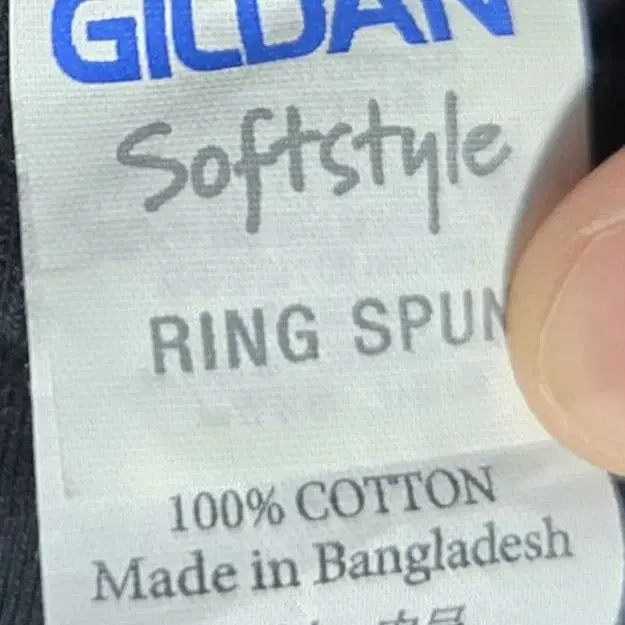 GILDAN
Softstyle
RING SPUN
100% COTTON
Made in Bangladesh